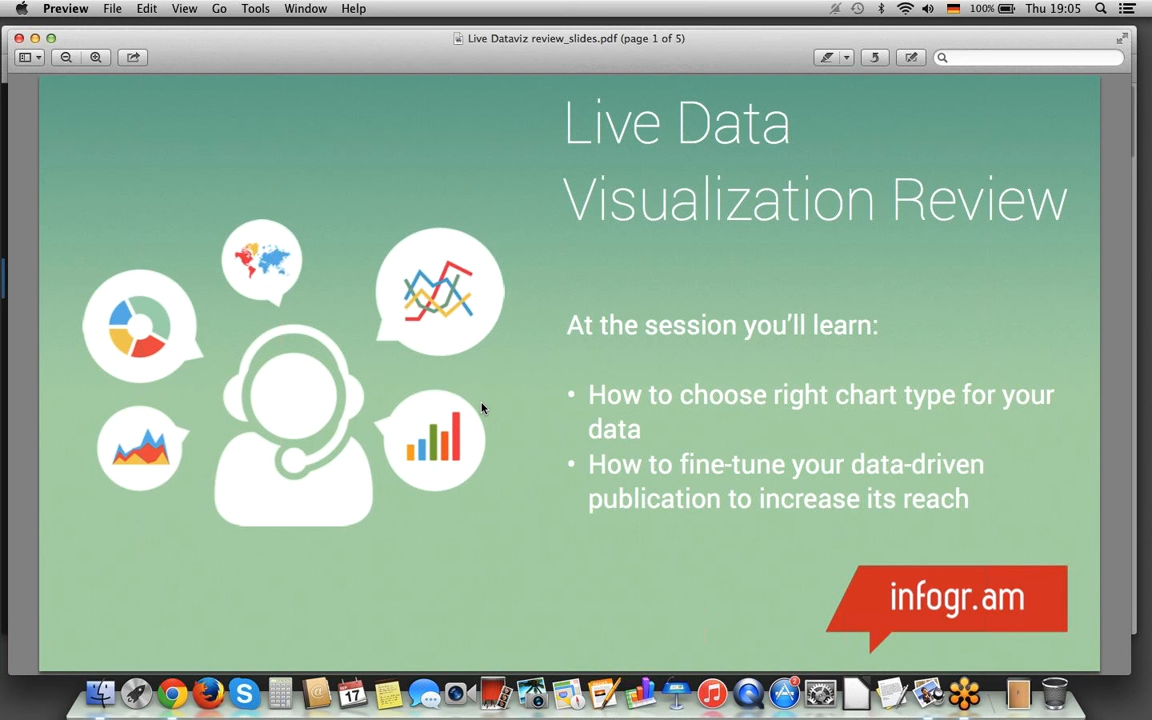 Preview File Edit View Go Tools Window Help 100% Thu 19:05
Live Dataviz review_slides.pdf (page 1 of 5)
Live Data
Visualization Review
At the session you’ll learn:
• How to choose right chart type for your
data
• How to fine-tune your data-driven
publication to increase its reach
infogr.am
17
2